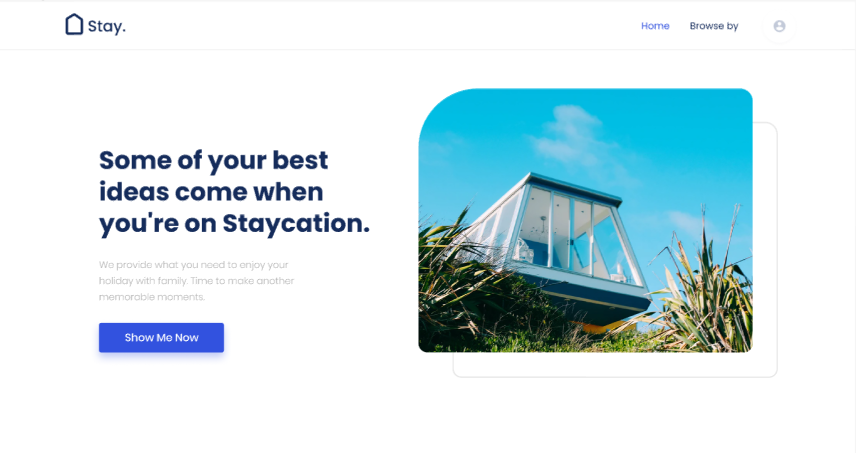 Stay.
Home
Browse by
Some of your best
ideas come when
you're on Staycation.
We provide what you need to enjoy your
holiday with family. Time to make another
memorable moments.
Show Me Now